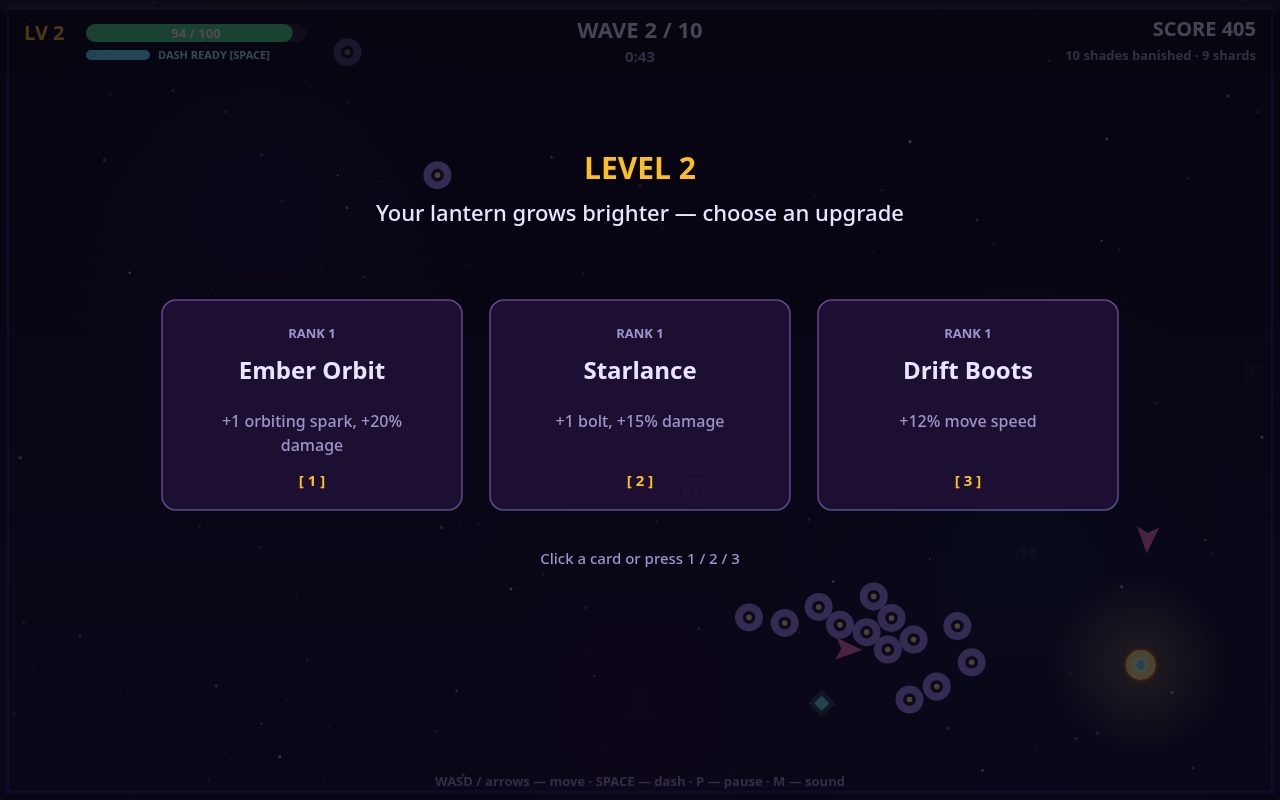 LV 2
94 / 100
DASH READY [SPACE]
WAVE 2 / 10
0:43
SCORE 405
10 shades banished · 9 shards
LEVEL 2
Your lantern grows brighter — choose an upgrade
RANK 1
Ember Orbit
+1 orbiting spark, +20%
damage
[ 1 ]
RANK 1
Starlance
+1 bolt, +15% damage
[ 2 ]
RANK 1
Drift Boots
+12% move speed
[ 3 ]
Click a card or press 1 / 2 / 3
14
WASD / arrows — move · SPACE — dash · P — pause · M — sound